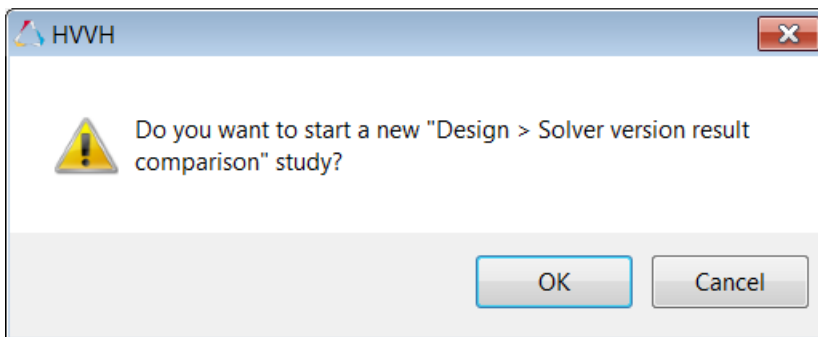 HVVH
Do you want to start a new "Design > Solver version result
comparison" study?
OK
Cancel